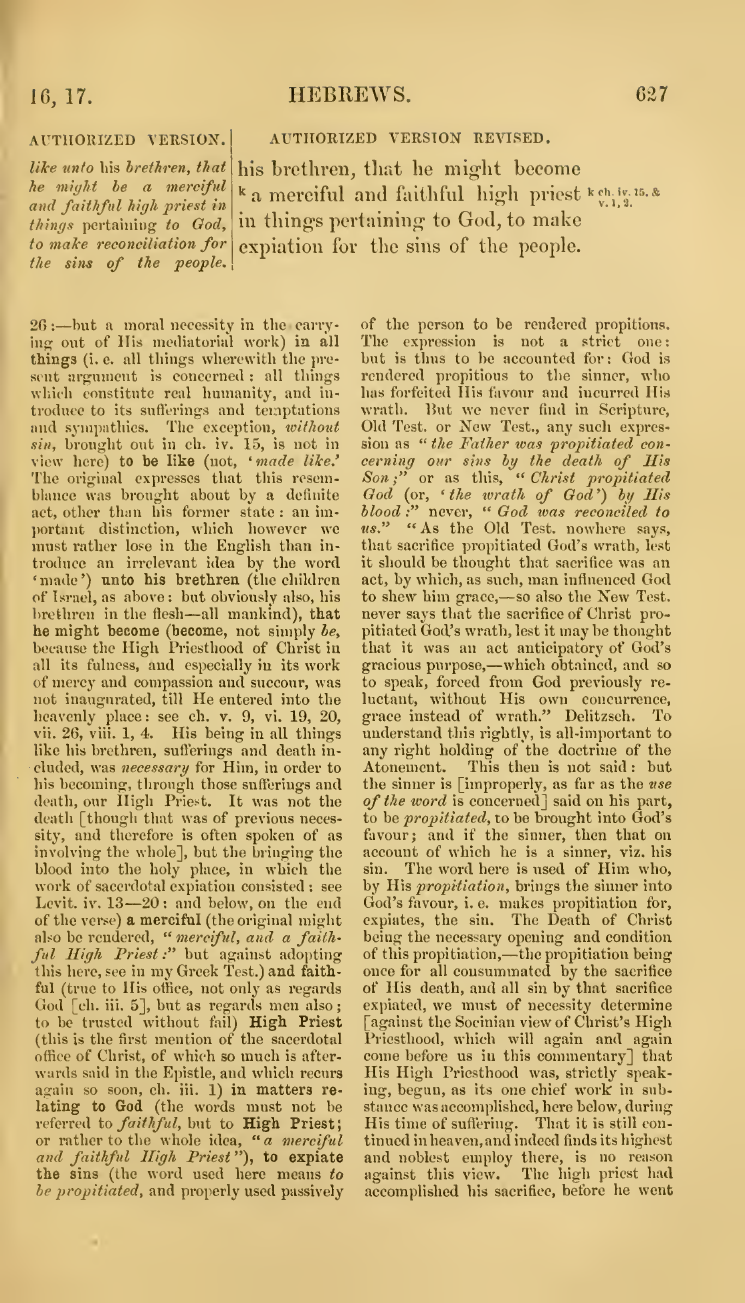 16, 17.
HEBREWS.
627
AUTHORIZED VERSION.
like unto his brethren, that
he might be a merciful
and faithful high priest in
things pertaining to God,
to make reconciliation for
the sins of the people.
AUTHORIZED VERSION REVISED.
his brethren, that he might become
k a merciful and faithful high priest
in things pertaining to God, to make
expiation for the sins of the people.
k ch. iv. 15. &
v. 1, 2.
26 :—but a moral necessity in the carry-
ing out of His mediatorial work) in all
things (i. e. all things wherewith the pre-
sent argument is concerned : all things
which constitute real humanity, and in-
troduce to its sufferings and temptations
and sympathies. The exception, without
sin, brought out in ch. iv. 15, is not in
view here) to be like (not, ‘made like.’
The original expresses that this resem-
blance was brought about by a definite
act, other than his former state : an im-
portant distinction, which however we
must rather lose in the English than in-
troduce an irrelevant idea by the word
‘made’) unto his brethren (the children
of Israel, as above : but obviously also, his
brethren in the flesh—all mankind), that
he might become (become, not simply be,
because the High Priesthood of Christ in
all its fulness, and especially in its work
of mercy and compassion and succour, was
not inaugurated, till He entered into the
heavenly place : see ch. v. 9, vi. 19, 20,
vii. 26, viii. 1, 4. His being in all things
like his brethren, sufferings and death in-
cluded, was necessary for Him, in order to
his becoming, through those sufferings and
death, our High Priest. It was not the
death [though that was of previous neces-
sity, and therefore is often spoken of as
involving the whole], but the bringing the
blood into the holy place, in which the
work of sacerdotal expiation consisted : see
Levit. iv. 13—20 : and below, on the end
of the verse) a merciful (the original might
also be rendered, “merciful, and a faith-
ful High Priest :” but against adopting
this here, see in my Greek Test.) and faith-
ful (true to His office, not only as regards
God [ch. iii. 5], but as regards men also ;
to be trusted without fail) High Priest
(this is the first mention of the sacerdotal
office of Christ, of which so much is after-
wards said in the Epistle, and which recurs
again so soon, ch. iii. 1) in matters re-
lating to God (the words must not be
referred to faithful, but to High Priest;
or rather to the whole idea, “a merciful
and faithful High Priest”), to expiate
the sins (the word used here means to
be propitiated, and properly used passively
of the person to be rendered propitious.
The expression is not a strict one :
but is thus to be accounted for : God is
rendered propitious to the sinner, who
has forfeited His favour and incurred His
wrath. But we never find in Scripture,
Old Test. or New Test., any such expres-
sion as “the Father was propitiated con-
cerning our sins by the death of His
Son ;” or as this, “Christ propitiated
God (or, ‘the wrath of God’) by His
blood :” never, “God was reconciled to
us.” “As the Old Test. nowhere says,
that sacrifice propitiated God’s wrath, lest
it should be thought that sacrifice was an
act, by which, as such, man influenced God
to shew him grace,—so also the New Test.
never says that the sacrifice of Christ pro-
pitiated God’s wrath, lest it may be thought
that it was an act anticipatory of God’s
gracious purpose,—which obtained, and so
to speak, forced from God previously re-
luctant, without His own concurrence,
grace instead of wrath.” Delitzsch. To
understand this rightly, is all-important to
any right holding of the doctrine of the
Atonement. This then is not said : but
the sinner is [improperly, as far as the use
of the word is concerned] said on his part,
to be propitiated, to be brought into God’s
favour ; and if the sinner, then that on
account of which he is a sinner, viz. his
sin. The word here is used of Him who,
by His propitiation, brings the sinner into
God’s favour, i. e. makes propitiation for,
expiates, the sin. The Death of Christ
being the necessary opening and condition
of this propitiation,—the propitiation being
once for all consummated by the sacrifice
of His death, and all sin by that sacrifice
expiated, we must of necessity determine
[against the Socinian view of Christ’s High
Priesthood, which will again and again
come before us in this commentary] that
His High Priesthood was, strictly speak-
ing, begun, as its one chief work in sub-
stance was accomplished, here below, during
His time of suffering. That it is still con-
tinued in heaven, and indeed finds its highest
and noblest employ there, is no reason
against this view. The high priest had
accomplished his sacrifice, before he went